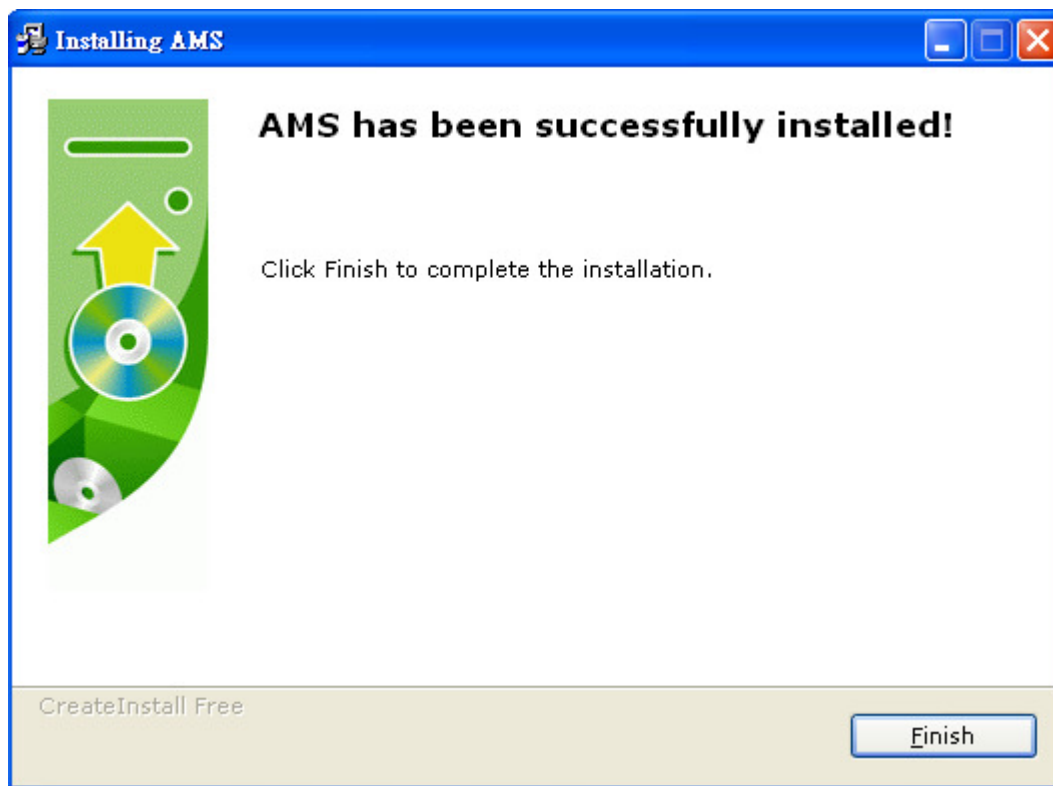 Installing AMS
AMS has been successfully installed!
Click Finish to complete the installation.
CreateInstall Free
Finish